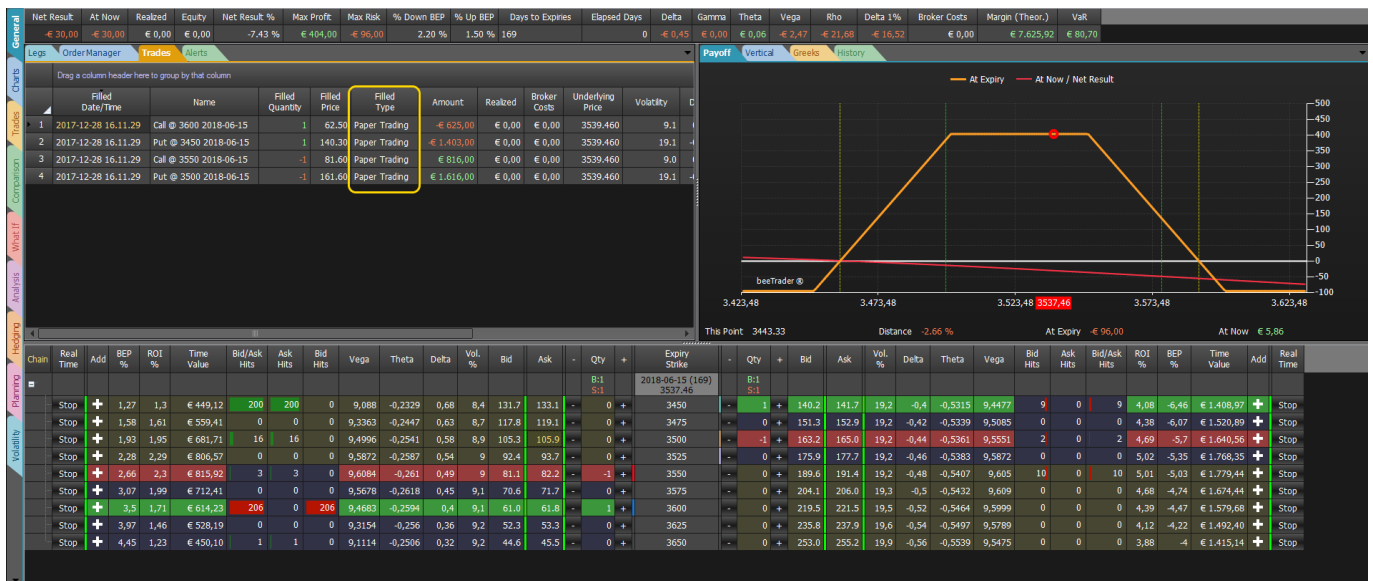 General
Charts
Trades
Comparison
What If
Analysis
Hedging
Planning
Volatility
Net Result At Now Realized Equity Net Result % Max Profit Max Risk % Down BEP % Up BEP Days to Expires Elapsed Days Delta Gamma Theta Vega Rho Delta 1% Broker Costs Margin (Theor.) VaR
-€ 30,00 -€ 30,00 € 0,00 € 0,00 -7.43 % € 404,00 -€ 96,00 2.20 % 1.50 % 169 0 -€ 0,45 € 0,00 € 0,06 -€ 2,47 -€ 21,68 -€ 16,52 € 0,00 € 7.625,92 € 80,70
Legs OrderManager Trades Alerts
Drag a column header here to group by that column
Filled Date/Time Name Filled Quantity Filled Price Filled Type Amount Realized Broker Costs Underlying Price Volatility D
1 2017-12-28 16.11.29 Call @ 3600 2018-06-15 1 62.50 Paper Trading -€ 625,00 € 0,00 € 0,00 3539.460 9.1
2 2017-12-28 16.11.29 Put @ 3450 2018-06-15 1 140.30 Paper Trading -€ 1.403,00 € 0,00 € 0,00 3539.460 19.1
3 2017-12-28 16.11.29 Call @ 3550 2018-06-15 -1 81.60 Paper Trading € 816,00 € 0,00 € 0,00 3539.460 9.0
4 2017-12-28 16.11.29 Put @ 3500 2018-06-15 -1 161.60 Paper Trading € 1.616,00 € 0,00 € 0,00 3539.460 19.1
Payoff Vertical Greeks History
At Expiry At Now / Net Result
500
400
350
300
250
200
150
100
50
0
-50
-100
beeTrader ®
3.423,48 3.473,48 3.523,48 3537,46 3.573,48 3.623,48
This Point 3443.33 Distance -2.66 % At Expiry -€ 96,00 At Now € 5,86
Chain Real Time Add BEP % ROI % Time Value Bid/Ask Hits Ask Hits Bid Hits Vega Theta Delta Vol. % Bid Ask - Qty + Expiry Strike - Qty + Bid Ask Vol. % Delta Theta Vega Bid Hits Ask Hits Bid/Ask Hits ROI % BEP % Time Value Add Real Time
B:1 2018-06-15 (169) B:1
S:1 3537.46 S:1
Stop 1,27 1,3 € 449,12 200 200 0 9,088 -0,2329 0,68 8,4 131.7 133.1 - 0 + 3450 - 1 + 140.2 141.7 19,2 -0,4 -0,5315 9,4477 9 0 9 4,08 -6,46 € 1.408,97 Stop
Stop 1,58 1,61 € 559,41 0 0 0 9,3363 -0,2447 0,63 8,7 117.8 119.1 - 0 + 3475 - 0 + 151.3 152.9 19,2 -0,42 -0,5339 9,5085 0 0 0 4,38 -6,07 € 1.520,89 Stop
Stop 1,93 1,95 € 681,71 16 16 0 9,4996 -0,2541 0,58 8,9 105.3 105.9 - 0 + 3500 - -1 + 163.2 165.0 19,2 -0,44 -0,5361 9,5551 2 0 2 4,69 -5,7 € 1.640,56 Stop
Stop 2,28 2,29 € 806,57 0 0 0 9,5872 -0,2587 0,54 9 92.4 93.7 - 0 + 3525 - 0 + 175.9 177.7 19,2 -0,46 -0,5383 9,5872 0 0 0 5,02 -5,35 € 1.768,35 Stop
Stop 2,66 2,3 € 815,92 3 3 0 9,6084 -0,261 0,49 9 81.1 82.2 - -1 + 3550 - 0 + 189.6 191.4 19,2 -0,48 -0,5407 9,605 10 0 10 5,01 -5,03 € 1.779,44 Stop
Stop 3,07 1,99 € 712,41 0 0 0 9,5678 -0,2618 0,45 9,1 70.6 71.7 - 0 + 3575 - 0 + 204.1 206.0 19,3 -0,5 -0,5432 9,609 0 0 0 4,68 -4,74 € 1.674,44 Stop
Stop 3,5 1,71 € 614,23 206 0 206 9,4683 -0,2594 0,4 9,1 61.0 61.8 - 1 + 3600 - 0 + 219.5 221.5 19,5 -0,52 -0,5464 9,5999 0 0 0 4,39 -4,47 € 1.579,68 Stop
Stop 3,97 1,46 € 528,19 0 0 0 9,3154 -0,256 0,36 9,2 52.3 53.3 - 0 + 3625 - 0 + 235.8 237.9 19,6 -0,54 -0,5497 9,5789 0 0 0 4,12 -4,22 € 1.492,40 Stop
Stop 4,45 1,23 € 450,10 1 1 0 9,1114 -0,2506 0,32 9,2 44.6 45.5 - 0 + 3650 - 0 + 253.0 255.2 19,9 -0,56 -0,5539 9,5475 0 0 0 3,88 -4 € 1.415,14 Stop